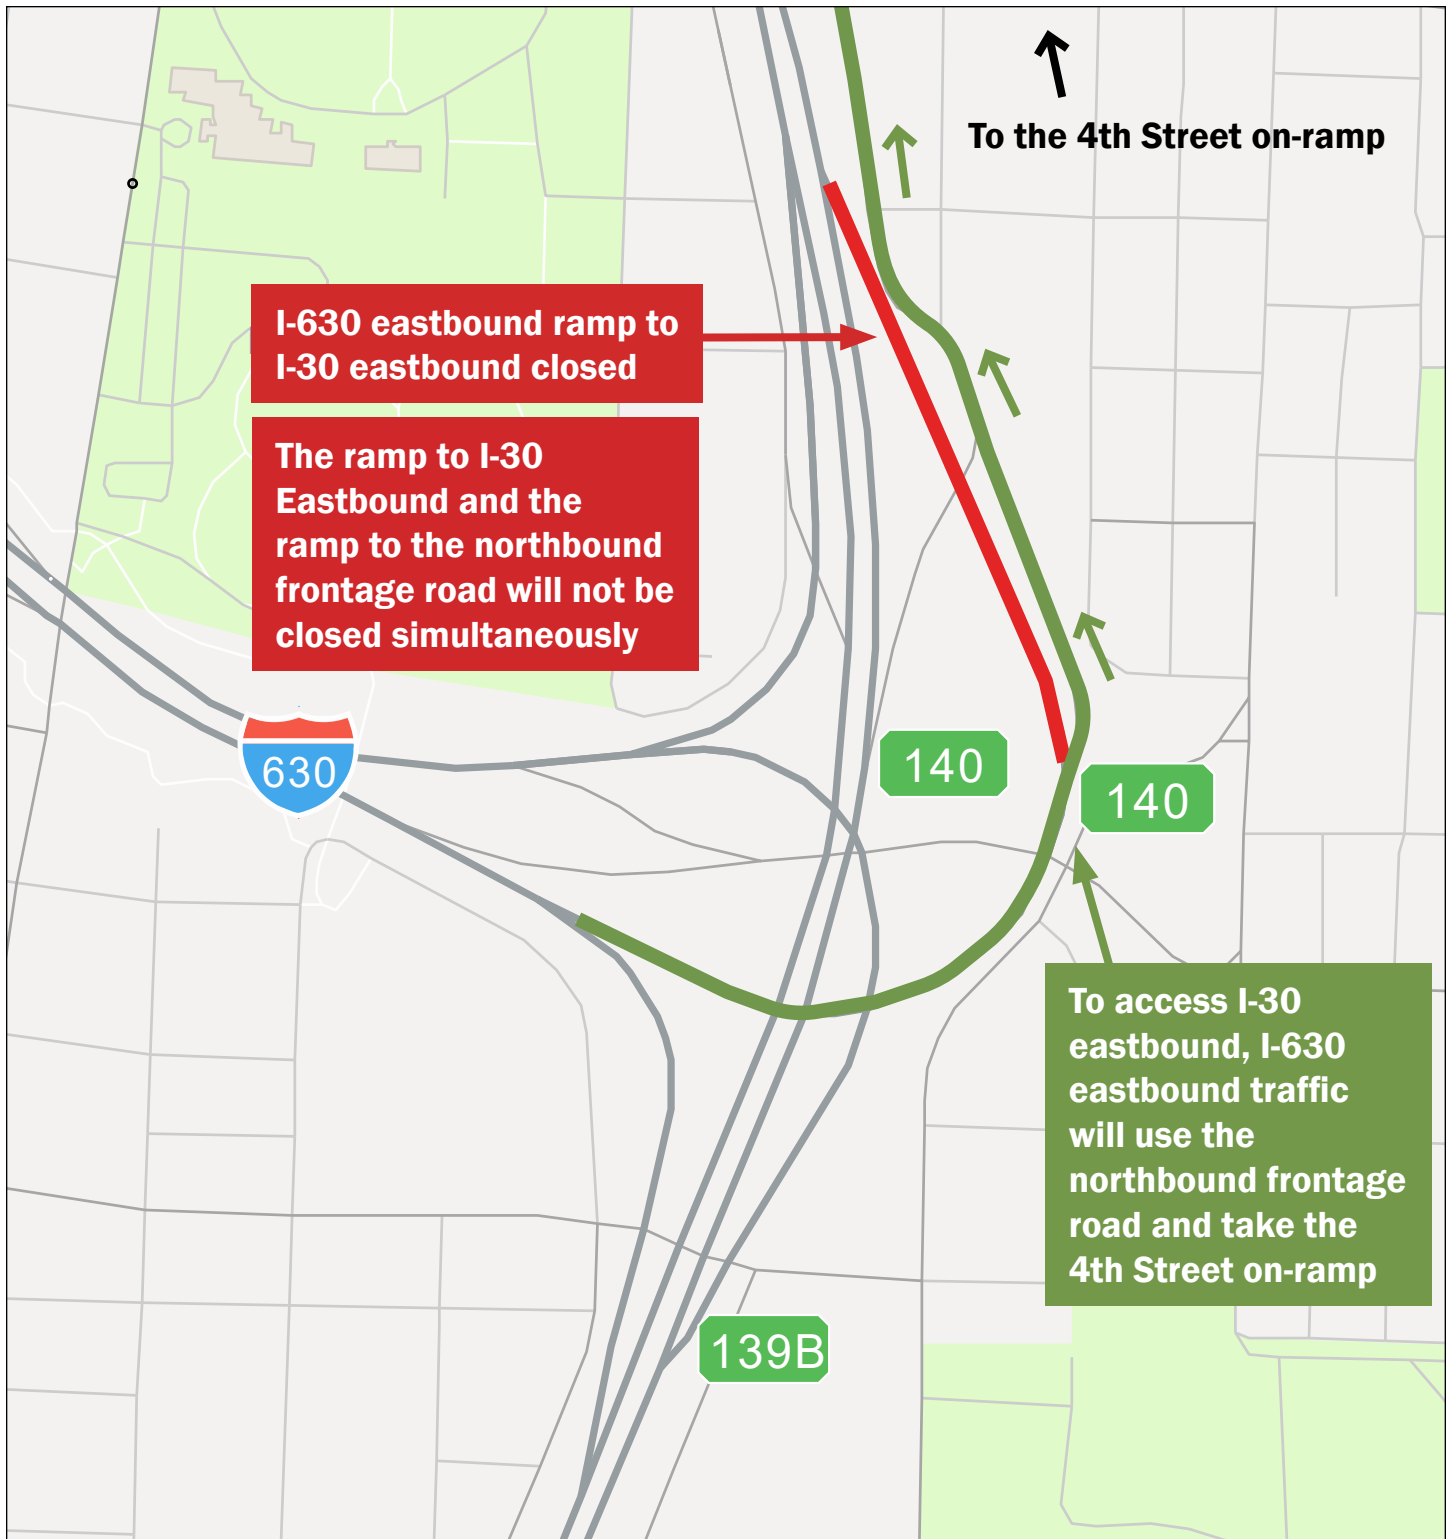 To the 4th Street on-ramp
I-630 eastbound ramp to
I-30 eastbound closed
The ramp to I-30
Eastbound and the
ramp to the northbound
frontage road will not be
closed simultaneously
630
140
140
To access I-30
eastbound, I-630
eastbound traffic
will use the
northbound frontage
road and take the
4th Street on-ramp
139B